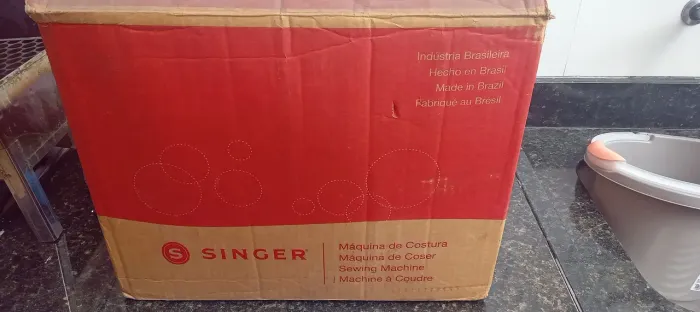 Indústria Brasileira
Hecho en Brasil
Made in Brazil
Fabriqué au Bresil
S SINGER®
Máquina de Costura
Máquina de Coser
Sewing Machine
Machine à Coudre